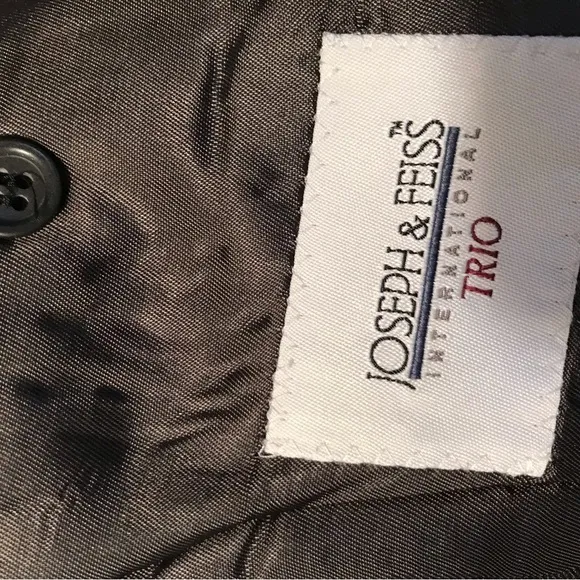 JOSEPH & FEISS™
INTERNATIONAL
TRIO